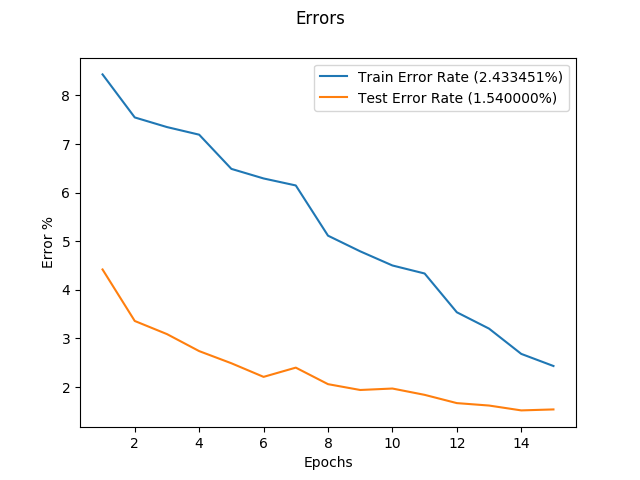 Errors
Train Error Rate (2.433451%)
Test Error Rate (1.540000%)
8
7
6
5
4
3
2
Error %
2 4 6 8 10 12 14
Epochs